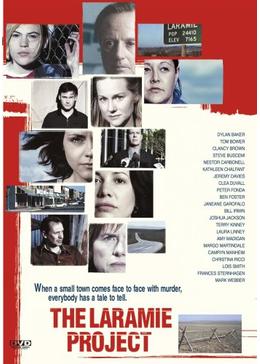 LARAMIE
POP 24410
ELEV 7165
DYLAN BAKER
TOM BOWER
CLANCY BROWN
STEVE BUSCEMI
NESTOR CARBONELL
KATHLEEN CHALFANT
JEREMY DAVIES
CLEA DUVALL
PETER FONDA
BEN FOSTER
JANEANE GAROFALO
BILL IRWIN
JOSHUA JACKSON
TERRY KINNEY
LAURA LINNEY
AMY MADIGAN
MARGO MARTINDALE
CAMRYN MANHEIM
CHRISTINA RICCI
LOIS SMITH
FRANCES STERNHAGEN
MARK WEBBER
When a small town comes face to face with murder,
everybody has a tale to tell.
THE LARAMIE
PROJECT
DVD